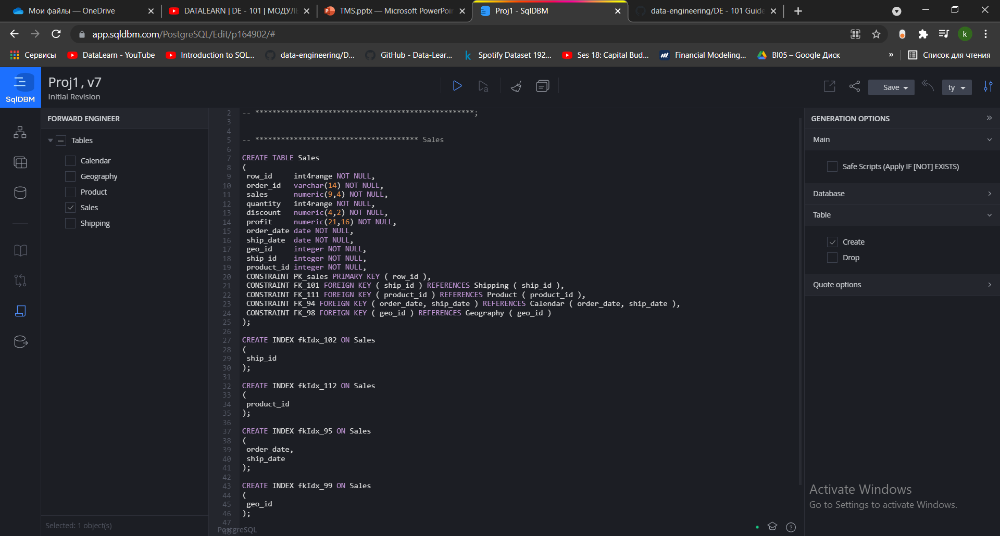 Мои файлы — OneDrive
DATALEARN | DE - 101 | МОДУЛЬ
TMS.pptx — Microsoft PowerPoin
Proj1 - SqlDBM
data-engineering/DE - 101 Guide
app.sqldbm.com/PostgreSQL/Edit/p164902/#
k
Сервисы
DataLearn - YouTube
Introduction to SQL...
data-engineering/D...
GitHub - Data-Lear...
k Spotify Dataset 192...
Ses 18: Capital Bud...
Financial Modeling...
BI05 – Google Диск
»
Список для чтения
SqlDBM
Proj1, v7
Initial Revision
Save
ty
FORWARD ENGINEER
Tables
Calendar
Geography
Product
Sales
Shipping
Selected: 1 object(s)
2 -- ***************************************************;
3
4
5 -- ************************************** Sales
6
7 CREATE TABLE Sales
8 (
9 row_id int4range NOT NULL,
10 order_id varchar(14) NOT NULL,
11 sales numeric(9,4) NOT NULL,
12 quantity int4range NOT NULL,
13 discount numeric(4,2) NOT NULL,
14 profit numeric(21,16) NOT NULL,
15 order_date date NOT NULL,
16 ship_date date NOT NULL,
17 geo_id integer NOT NULL,
18 ship_id integer NOT NULL,
19 product_id integer NOT NULL,
20 CONSTRAINT PK_sales PRIMARY KEY ( row_id ),
21 CONSTRAINT FK_101 FOREIGN KEY ( ship_id ) REFERENCES Shipping ( ship_id ),
22 CONSTRAINT FK_111 FOREIGN KEY ( product_id ) REFERENCES Product ( product_id ),
23 CONSTRAINT FK_94 FOREIGN KEY ( order_date, ship_date ) REFERENCES Calendar ( order_date, ship_date ),
24 CONSTRAINT FK_98 FOREIGN KEY ( geo_id ) REFERENCES Geography ( geo_id )
25 );
26
27 CREATE INDEX fkIdx_102 ON Sales
28 (
29 ship_id
30 );
31
32 CREATE INDEX fkIdx_112 ON Sales
33 (
34 product_id
35 );
36
37 CREATE INDEX fkIdx_95 ON Sales
38 (
39 order_date,
40 ship_date
41 );
42
43 CREATE INDEX fkIdx_99 ON Sales
44 (
45 geo_id
46 );
47
48
PostgreSQL
GENERATION OPTIONS
»
Main
Safe Scripts (Apply IF [NOT] EXISTS)
Database
Table
Create
Drop
Quote options
Activate Windows
Go to Settings to activate Windows.
?